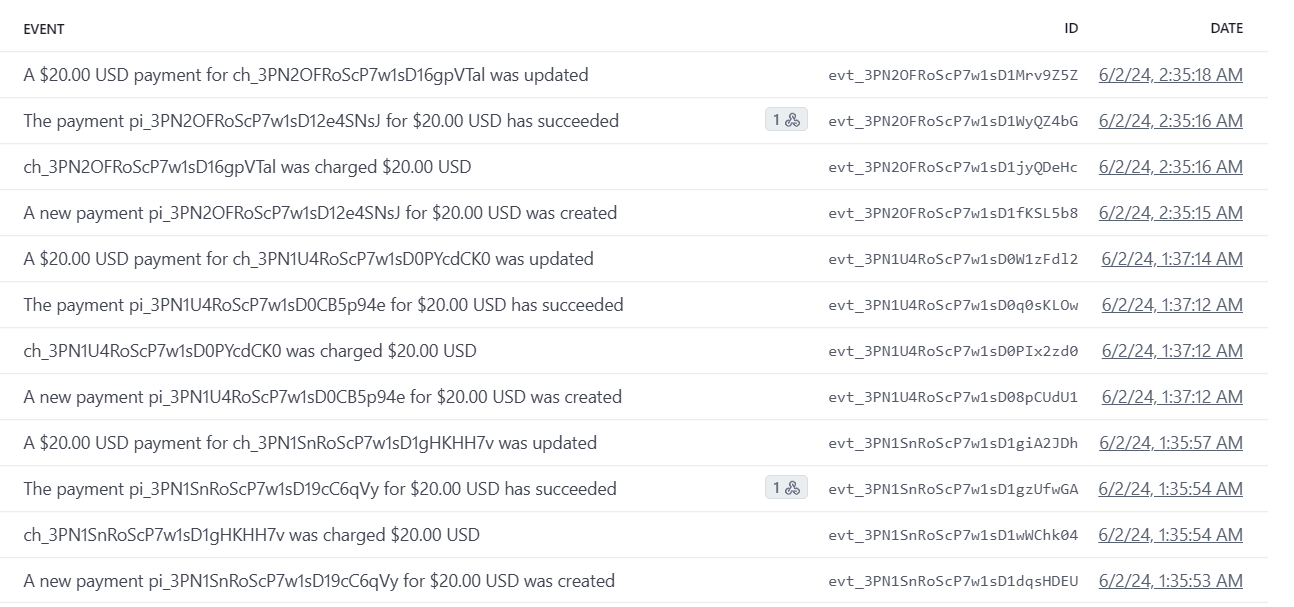 EVENT ID DATE
A $20.00 USD payment for ch_3PN2OFRoScP7w1sD16gpVTal was updated evt_3PN2OFRoScP7w1sD1Mrv9Z5Z 6/2/24, 2:35:18 AM
The payment pi_3PN2OFRoScP7w1sD12e4SNsJ for $20.00 USD has succeeded 1 evt_3PN2OFRoScP7w1sD1WyQZ4bG 6/2/24, 2:35:16 AM
ch_3PN2OFRoScP7w1sD16gpVTal was charged $20.00 USD evt_3PN2OFRoScP7w1sD1jyQDeHc 6/2/24, 2:35:16 AM
A new payment pi_3PN2OFRoScP7w1sD12e4SNsJ for $20.00 USD was created evt_3PN2OFRoScP7w1sD1fKSL5b8 6/2/24, 2:35:15 AM
A $20.00 USD payment for ch_3PN1U4RoScP7w1sD0PYcdCK0 was updated evt_3PN1U4RoScP7w1sD0W1zFdl2 6/2/24, 1:37:14 AM
The payment pi_3PN1U4RoScP7w1sD0CB5p94e for $20.00 USD has succeeded evt_3PN1U4RoScP7w1sD0q0sKLOw 6/2/24, 1:37:12 AM
ch_3PN1U4RoScP7w1sD0PYcdCK0 was charged $20.00 USD evt_3PN1U4RoScP7w1sD0PIx2zd0 6/2/24, 1:37:12 AM
A new payment pi_3PN1U4RoScP7w1sD0CB5p94e for $20.00 USD was created evt_3PN1U4RoScP7w1sD08pCUdU1 6/2/24, 1:37:12 AM
A $20.00 USD payment for ch_3PN1SnRoScP7w1sD1gHKHH7v was updated evt_3PN1SnRoScP7w1sD1giA2JDh 6/2/24, 1:35:57 AM
The payment pi_3PN1SnRoScP7w1sD19cC6qVy for $20.00 USD has succeeded 1 evt_3PN1SnRoScP7w1sD1gzUfwGA 6/2/24, 1:35:54 AM
ch_3PN1SnRoScP7w1sD1gHKHH7v was charged $20.00 USD evt_3PN1SnRoScP7w1sD1wWChk04 6/2/24, 1:35:54 AM
A new payment pi_3PN1SnRoScP7w1sD19cC6qVy for $20.00 USD was created evt_3PN1SnRoScP7w1sD1dqsHDEU 6/2/24, 1:35:53 AM